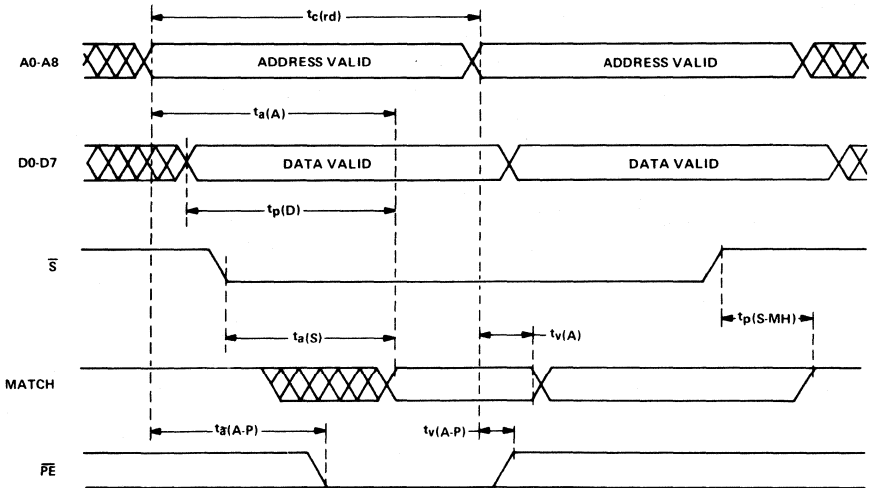 tc(rd)
A0-A8
ADDRESS VALID
ADDRESS VALID
ta(A)
D0-D7
DATA VALID
DATA VALID
tp(D)
S̅
ta(S)
tv(A)
tp(S-MH)
MATCH
ta(A-P)
tv(A-P)
P̅E̅